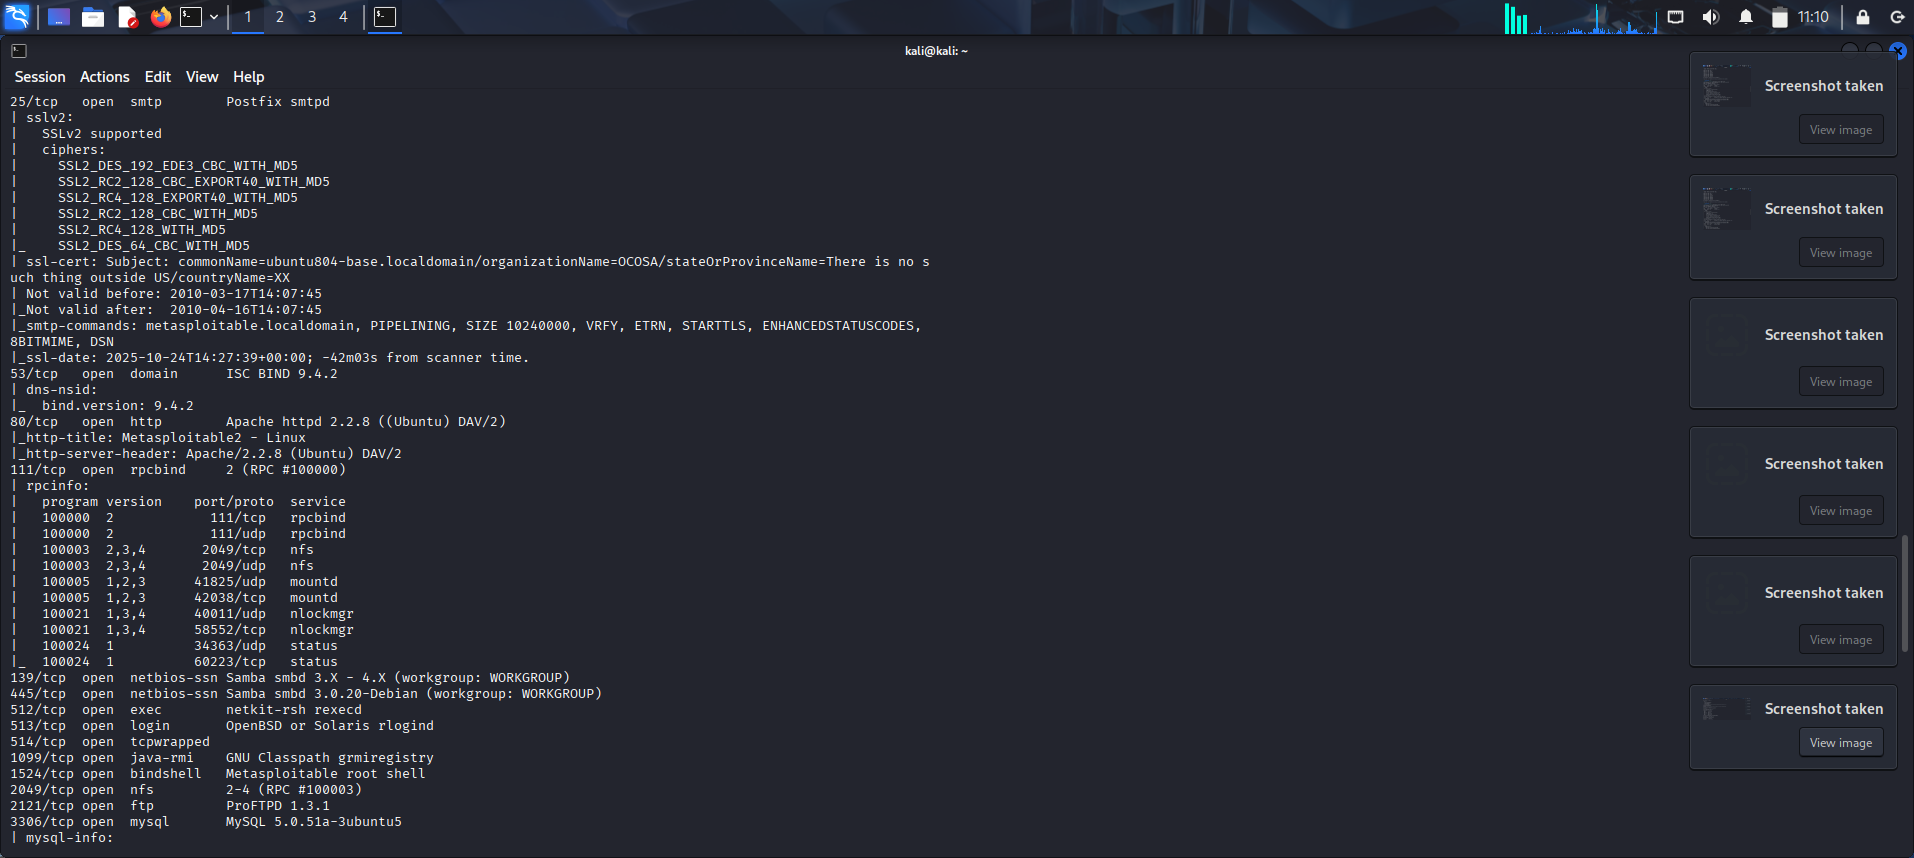 1 2 3 4
11:10
kali@kali: ~
Session Actions Edit View Help
25/tcp   open  smtp        Postfix smtpd
| sslv2:
|   SSLv2 supported
|   ciphers:
|     SSL2_DES_192_EDE3_CBC_WITH_MD5
|     SSL2_RC2_128_CBC_EXPORT40_WITH_MD5
|     SSL2_RC4_128_EXPORT40_WITH_MD5
|     SSL2_RC2_128_CBC_WITH_MD5
|     SSL2_RC4_128_WITH_MD5
|_    SSL2_DES_64_CBC_WITH_MD5
| ssl-cert: Subject: commonName=ubuntu804-base.localdomain/organizationName=OCOSA/stateOrProvinceName=There is no s
uch thing outside US/countryName=XX
| Not valid before: 2010-03-17T14:07:45
|_Not valid after:  2010-04-16T14:07:45
|_smtp-commands: metasploitable.localdomain, PIPELINING, SIZE 10240000, VRFY, ETRN, STARTTLS, ENHANCEDSTATUSCODES,
8BITMIME, DSN
|_ssl-date: 2025-10-24T14:27:39+00:00; -42m03s from scanner time.
53/tcp   open  domain      ISC BIND 9.4.2
| dns-nsid:
|_  bind.version: 9.4.2
80/tcp   open  http        Apache httpd 2.2.8 ((Ubuntu) DAV/2)
|_http-title: Metasploitable2 - Linux
|_http-server-header: Apache/2.2.8 (Ubuntu) DAV/2
111/tcp  open  rpcbind     2 (RPC #100000)
| rpcinfo:
|   program version    port/proto  service
|   100000  2            111/tcp   rpcbind
|   100000  2            111/udp   rpcbind
|   100003  2,3,4       2049/tcp   nfs
|   100003  2,3,4       2049/udp   nfs
|   100005  1,2,3      41825/udp   mountd
|   100005  1,2,3      42038/tcp   mountd
|   100021  1,3,4      40011/udp   nlockmgr
|   100021  1,3,4      58552/tcp   nlockmgr
|   100024  1          34363/udp   status
|_  100024  1          60223/tcp   status
139/tcp  open  netbios-ssn Samba smbd 3.X - 4.X (workgroup: WORKGROUP)
445/tcp  open  netbios-ssn Samba smbd 3.0.20-Debian (workgroup: WORKGROUP)
512/tcp  open  exec        netkit-rsh rexecd
513/tcp  open  login       OpenBSD or Solaris rlogind
514/tcp  open  tcpwrapped
1099/tcp open  java-rmi    GNU Classpath grmiregistry
1524/tcp open  bindshell   Metasploitable root shell
2049/tcp open  nfs         2-4 (RPC #100003)
2121/tcp open  ftp         ProFTPD 1.3.1
3306/tcp open  mysql       MySQL 5.0.51a-3ubuntu5
| mysql-info:
Screenshot taken
View image
Screenshot taken
View image
Screenshot taken
View image
Screenshot taken
View image
Screenshot taken
View image
Screenshot taken
View image